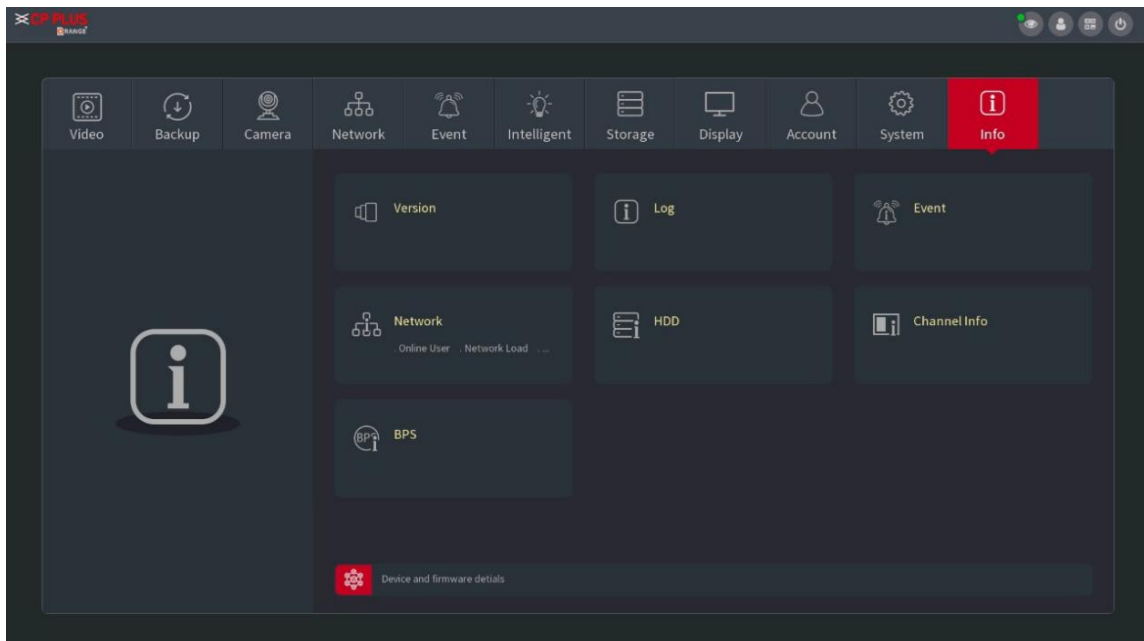 CP PLUS
ORANGE
Video Backup Camera Network Event Intelligent Storage Display Account System Info
Version Log Event
Network HDD Channel Info
. Online User . Network Load . ...
BPS
Device and firmware detials